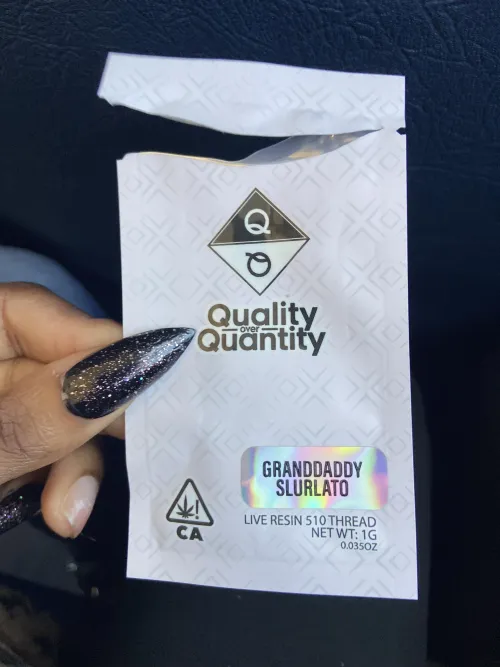 Q
O
Quality
over
Quantity
GRANDDADDY
SLURLATO
LIVE RESIN 510 THREAD
NET WT: 1G
0.035OZ
!
CA